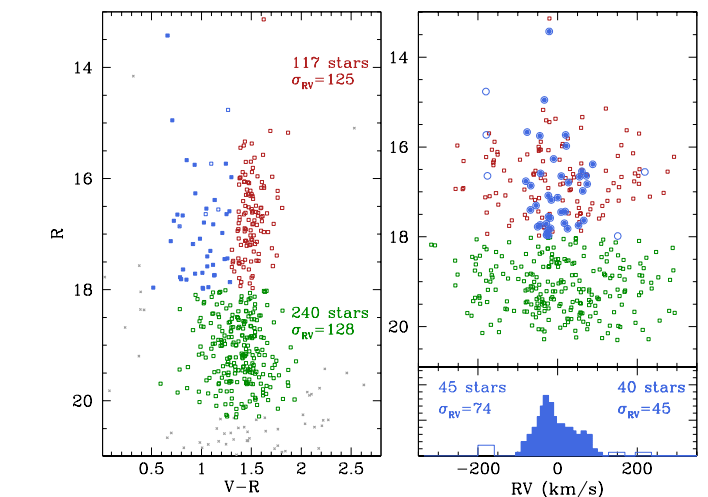 14
16
18
20
R
0.5 1 1.5 2 2.5
V-R
117 stars
σRV=125
240 stars
σRV=128
14
16
18
20
45 stars
σRV=74
40 stars
σRV=45
−200 0 200
RV (km/s)